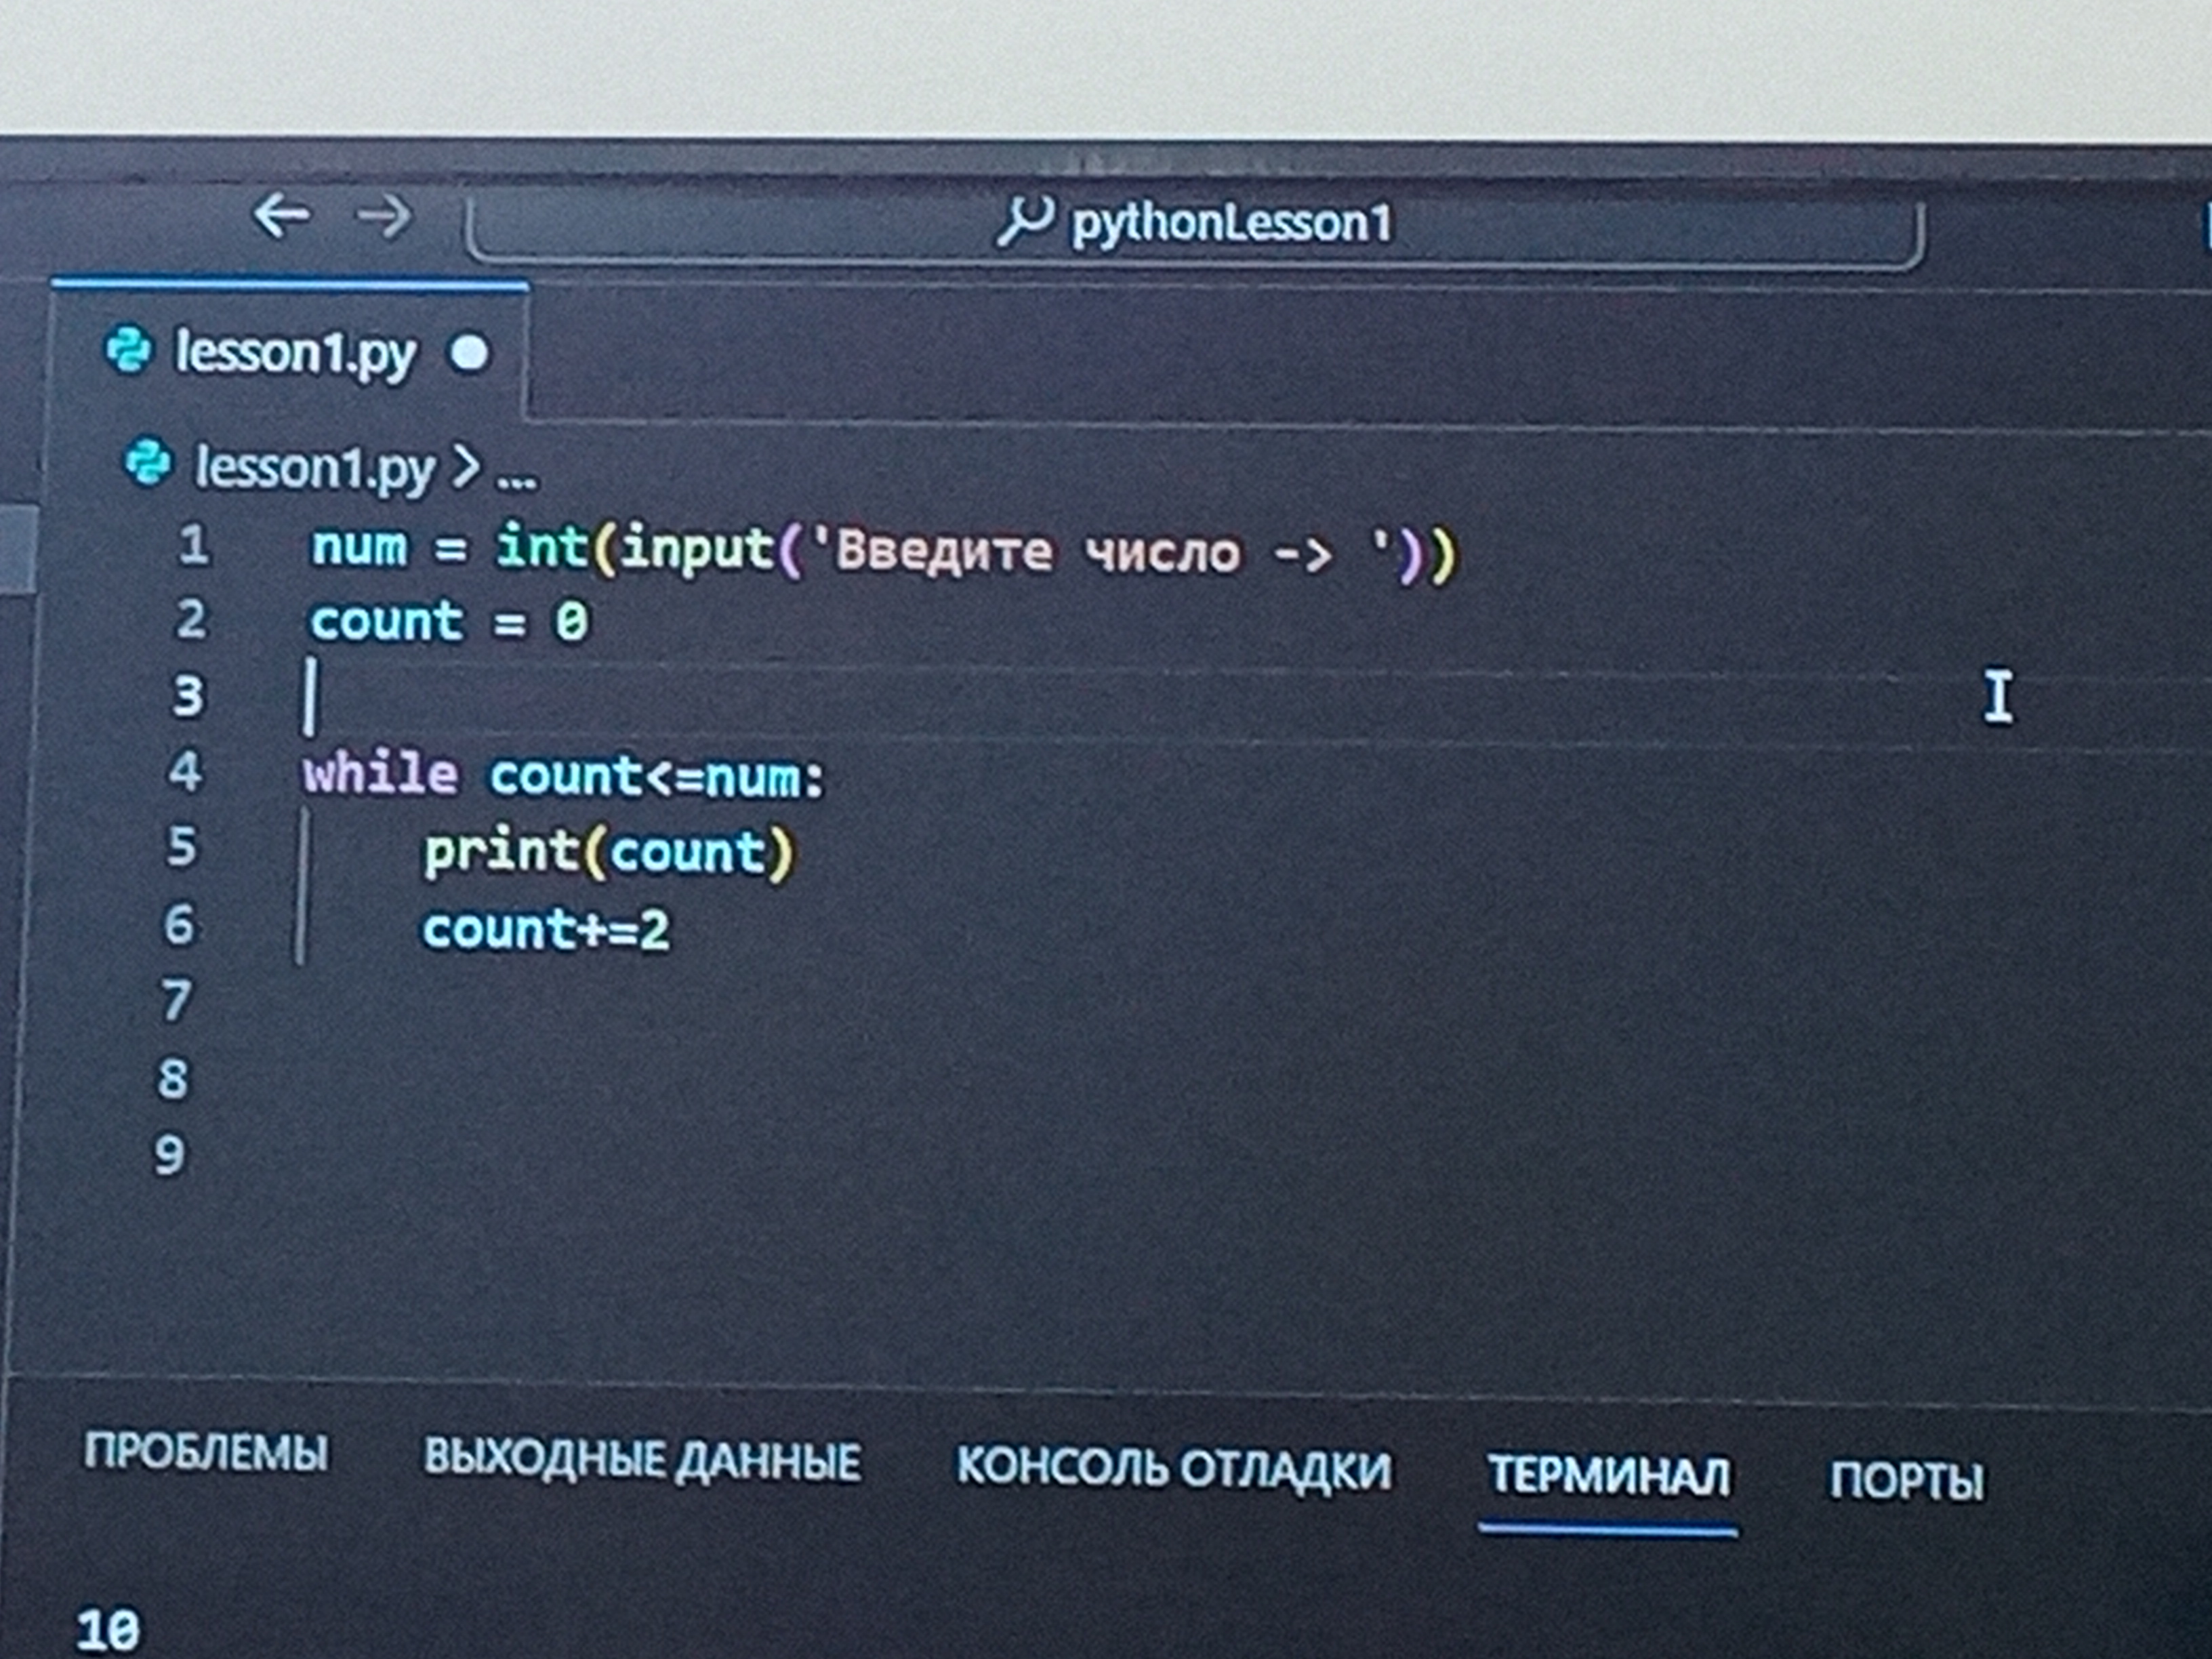 pythonLesson1
lesson1.py
lesson1.py > ...
1 num = int(input('Введите число -> '))
2 count = 0
3
4 while count<=num:
5 print(count)
6 count+=2
7
8
9
ПРОБЛЕМЫ ВЫХОДНЫЕ ДАННЫЕ КОНСОЛЬ ОТЛАДКИ ТЕРМИНАЛ ПОРТЫ
10